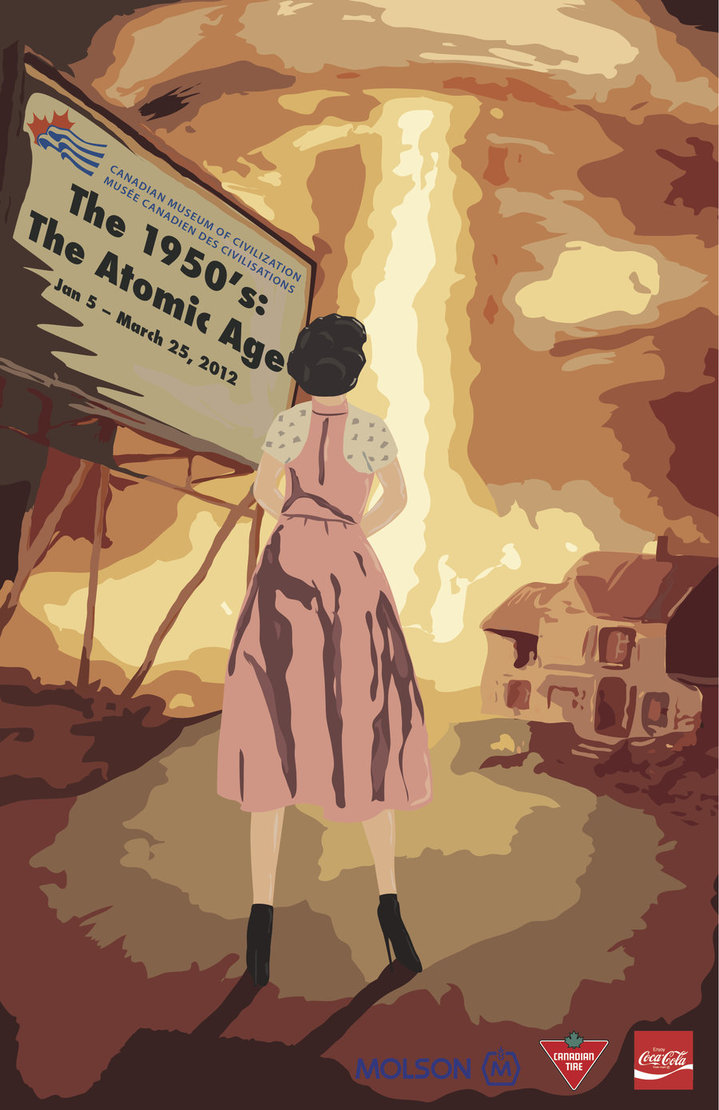 CANADIAN MUSEUM OF CIVILIZATION
MUSÉE CANADIEN DES CIVILISATIONS
The 1950's:
The Atomic Age
Jan 5 – March 25, 2012
MOLSON M
CANADIAN
TIRE
Enjoy
Coca-Cola